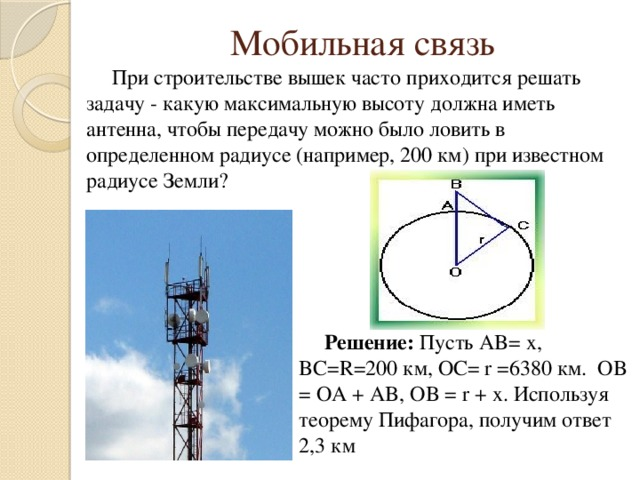 Мобильная связь
При строительстве вышек часто приходится решать
задачу - какую максимальную высоту должна иметь
антенна, чтобы передачу можно было ловить в
определенном радиусе (например, 200 км) при известном
радиусе Земли?
B
A
C
r
O
Решение: Пусть AB= x,
BC=R=200 км, OC= r =6380 км. OB
= OA + AB, OB = r + x. Используя
теорему Пифагора, получим ответ
2,3 км